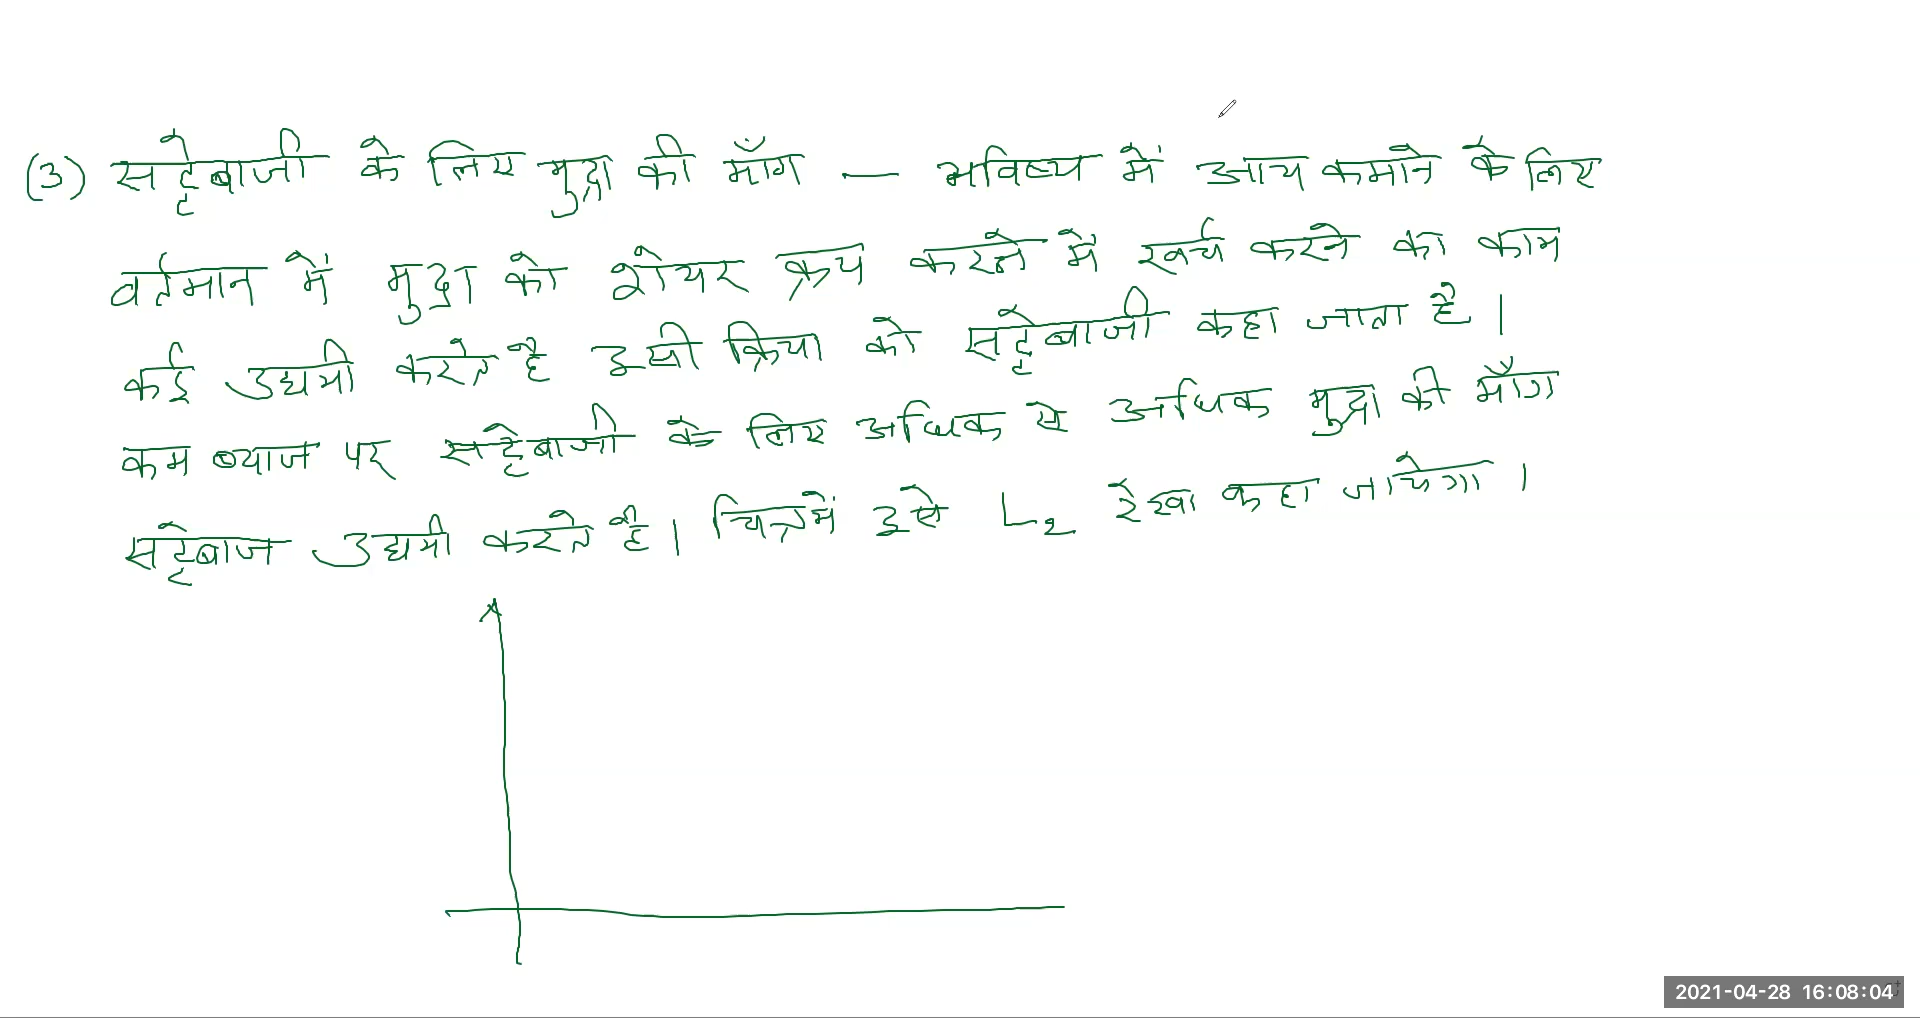 (3) सट्टेबाजी के लिए मुद्रा की माँग — भविष्य में आय कमाने के लिए
वर्तमान में मुद्रा को शेयर क्रय करने में खर्च करने का काम
कई उद्यमी करते है इसी क्रिया को सट्टेबाजी कहा जाता है।
कम ब्याज पर सट्टेबाजी के लिए अधिक से अधिक मुद्रा की माँग
सट्टेबाज उद्यमी करते है। चित्र में इसे L₂ रेखा कहा जायेगा।
2021-04-28 16:08:04